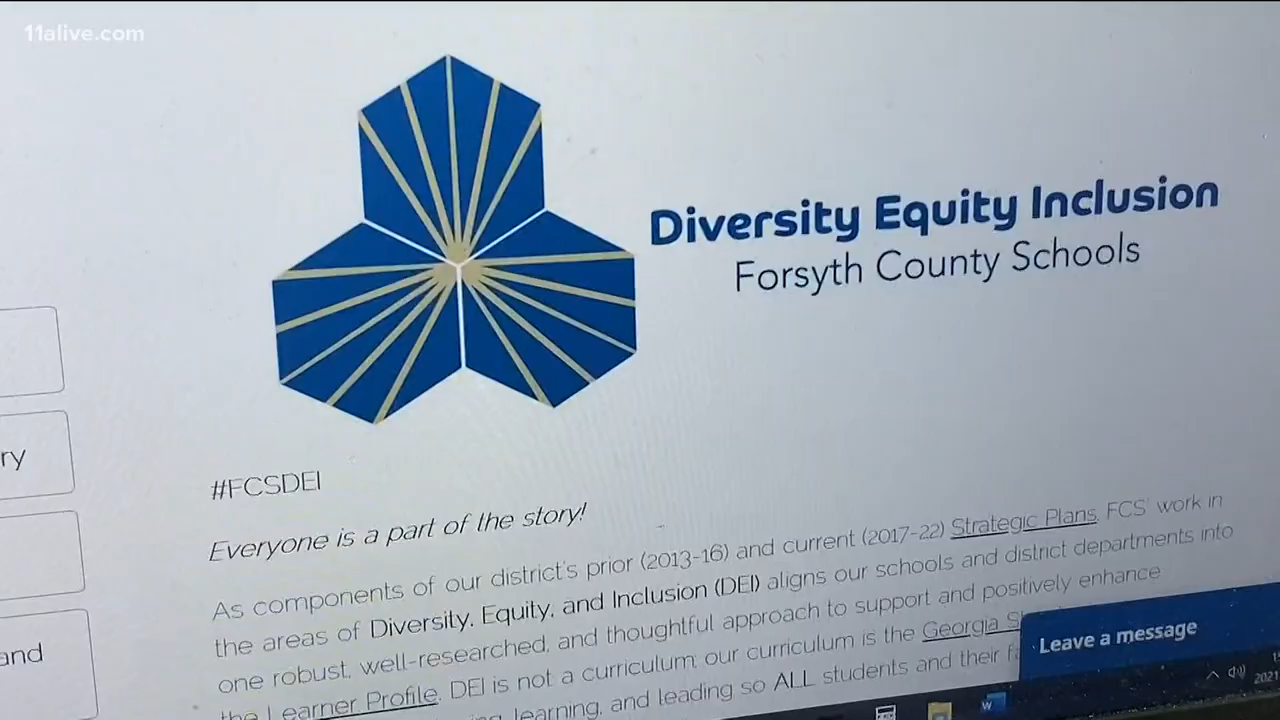 11alive.com
Diversity Equity Inclusion
Forsyth County Schools
ry
and
#FCSDEI
Everyone is a part of the story!
As components of our district's prior (2013-16) and current (2017-22) Strategic Plans, FCS' work in
the areas of Diversity, Equity, and Inclusion (DEI) aligns our schools and district departments into
one robust, well-researched, and thoughtful approach to support and positively enhance
the Learner Profile. DEI is not a curriculum; our curriculum is the Georgia
learning, and leading so ALL students and their
Leave a message
2021